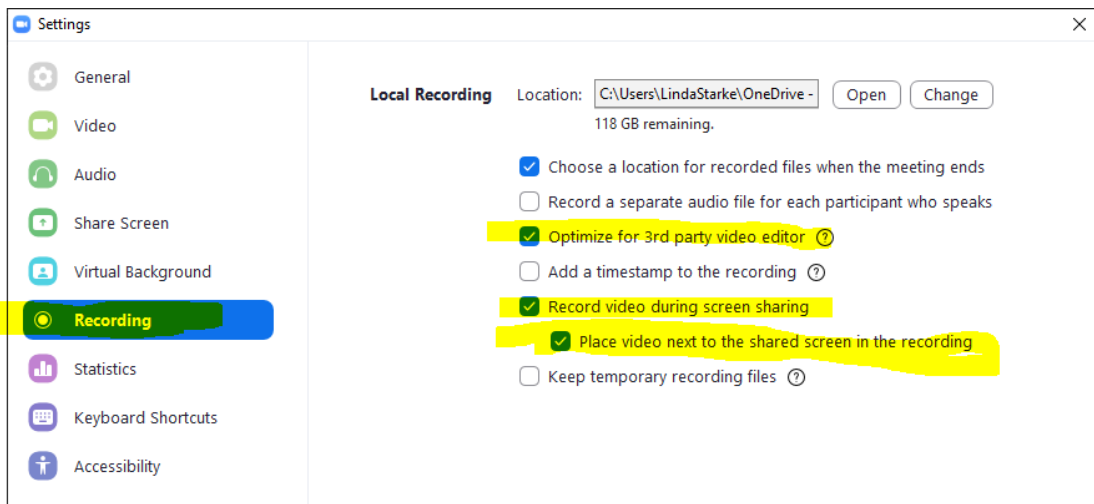 Settings
General
Video
Audio
Share Screen
Virtual Background
Recording
Statistics
Keyboard Shortcuts
Accessibility
Local Recording Location: C:\Users\LindaStarke\OneDrive - Open Change
118 GB remaining.
Choose a location for recorded files when the meeting ends
Record a separate audio file for each participant who speaks
Optimize for 3rd party video editor ?
Add a timestamp to the recording ?
Record video during screen sharing
Place video next to the shared screen in the recording
Keep temporary recording files ?